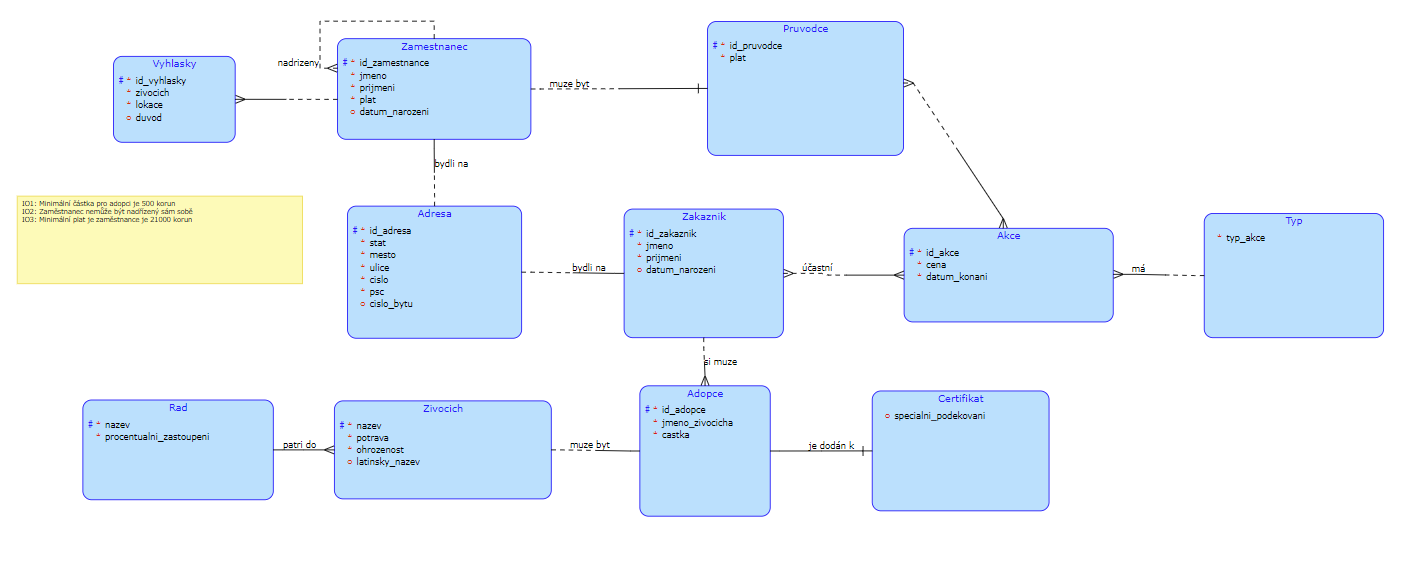 Vyhlasky
# * id_vyhlasky
* zivocich
* lokace
o duvod
nadrizeny
Zamestnanec
# * id_zamestnance
* jmeno
* prijmeni
* plat
o datum_narozeni
muze byt
Pruvodce
# * id_pruvodce
* plat
bydli na
IO1: Minimální částka pro adopci je 500 korun
IO2: Zaměstnanec nemůže být nadřízený sám sobě
IO3: Minimální plat je zaměstnance je 21000 korun
Adresa
# * id_adresa
* stat
* mesto
* ulice
* cislo
* psc
o cislo_bytu
bydli na
Zakaznik
# * id_zakaznik
* jmeno
* prijmeni
o datum_narozeni
účastní
Akce
# * id_akce
* cena
* datum_konani
má
Typ
* typ_akce
si muze
Rad
# * nazev
* procentualni_zastoupeni
patri do
Zivocich
# * nazev
* potrava
* ohrozenost
o latinsky_nazev
muze byt
Adopce
# * id_adopce
* jmeno_zivocicha
* castka
je dodán k
Certifikat
o specialni_podekovani